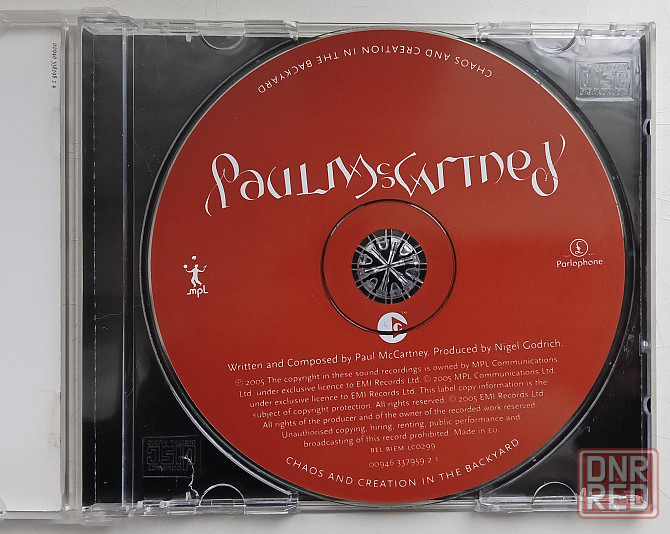 CHAOS AND CREATION IN THE BACKYARD
PAUL McCARTNEY
mpl
Parlophone
Written and Composed by Paul McCartney. Produced by Nigel Godrich.
℗ 2005 The copyright in these sound recordings is owned by MPL Communications
Ltd. under exclusive licence to EMI Records Ltd. © 2005 MPL Communications Ltd.
under exclusive licence to EMI Records Ltd. This label copy information is the
subject of copyright protection. All rights reserved. © 2005 EMI Records Ltd.
All rights of the producer and of the owner of the recorded work reserved.
Unauthorised copying, hiring, renting, public performance and
broadcasting of this record prohibited. Made in EU.
BEL BIEM LC0299
00946 337959 2 1
CHAOS AND CREATION IN THE BACKYARD
DNR
RED